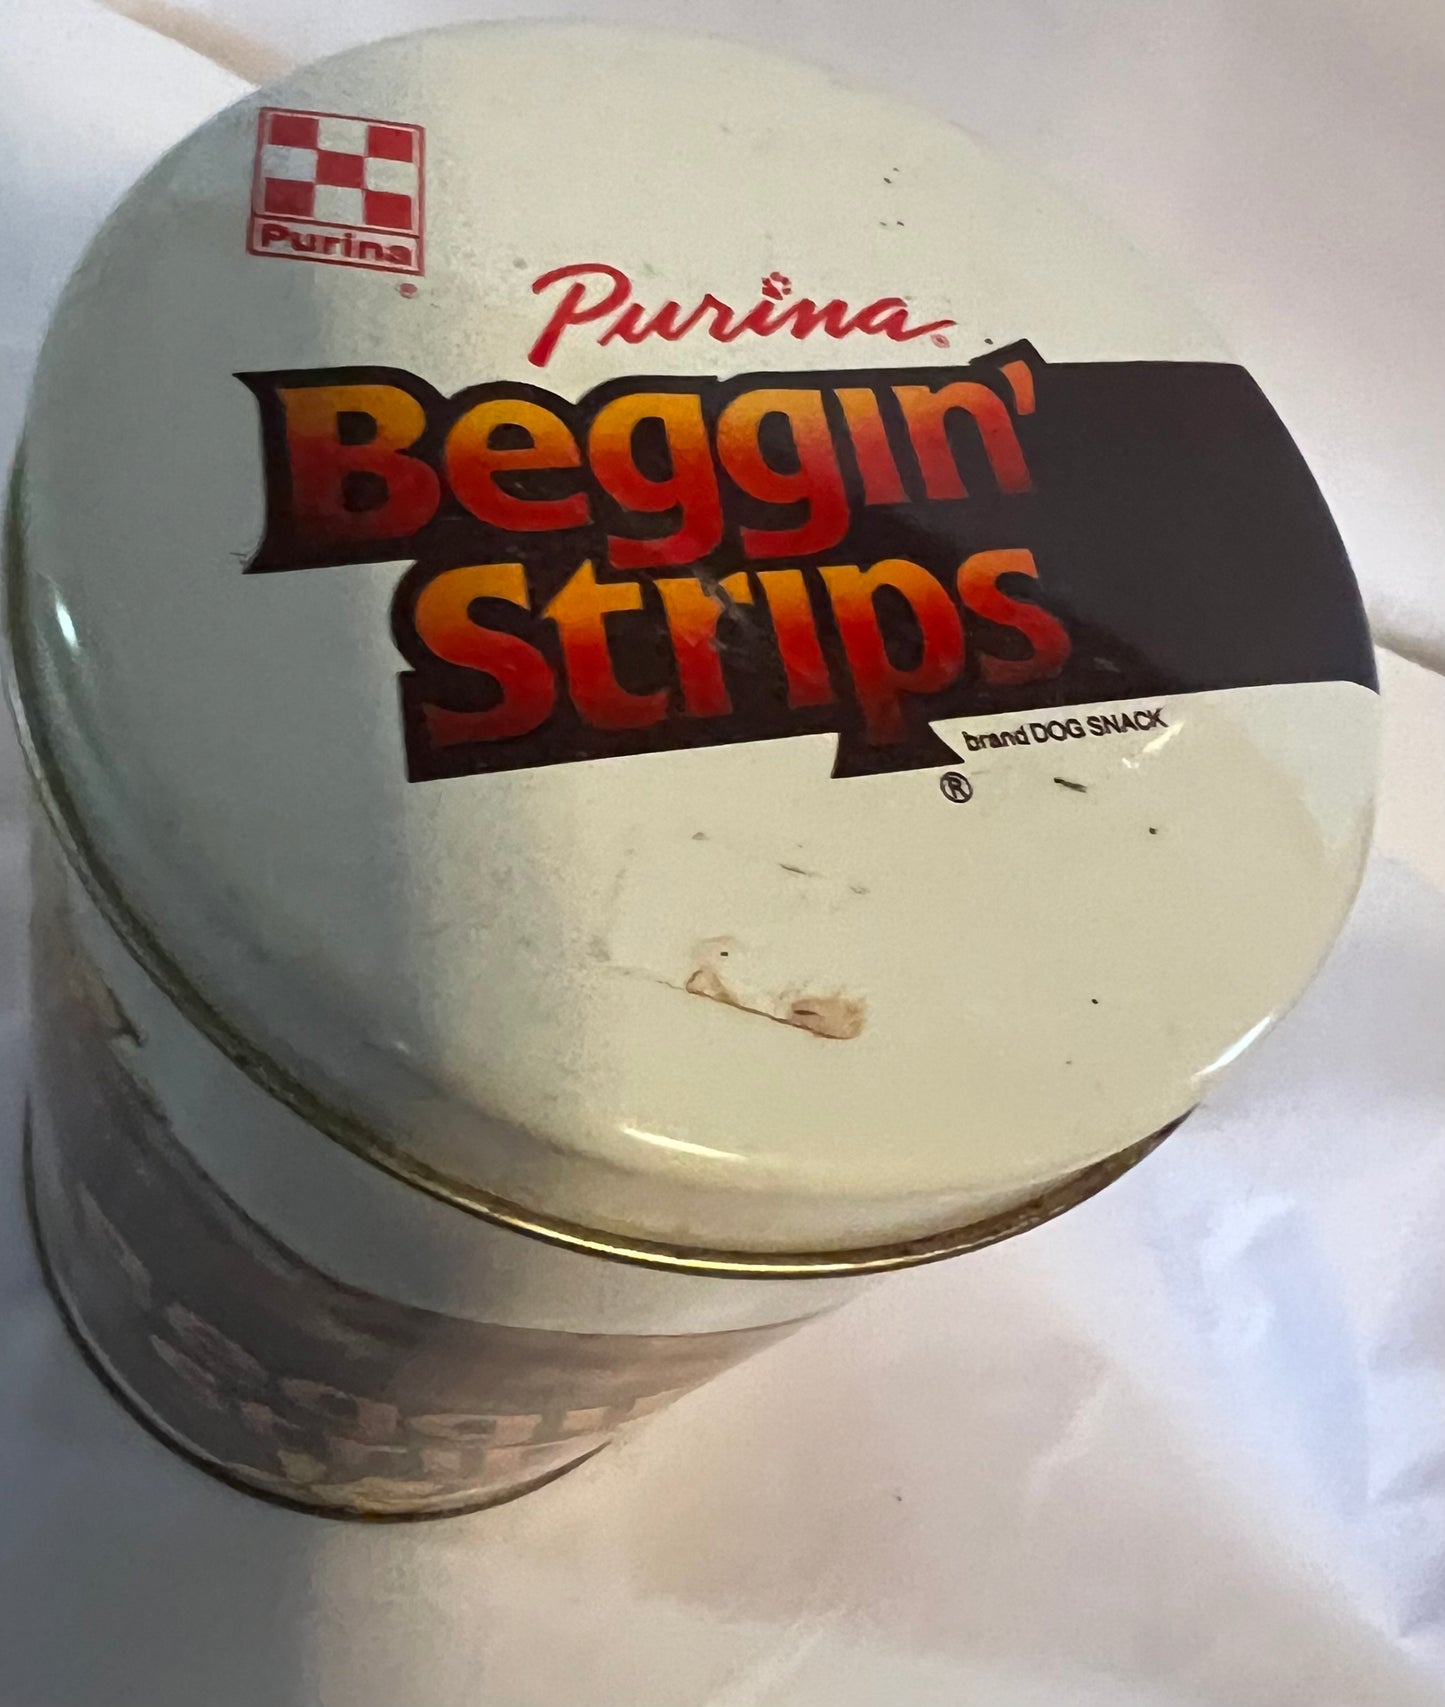 Purina
Purina®
Beggin'
Strips
brand DOG SNACK
®